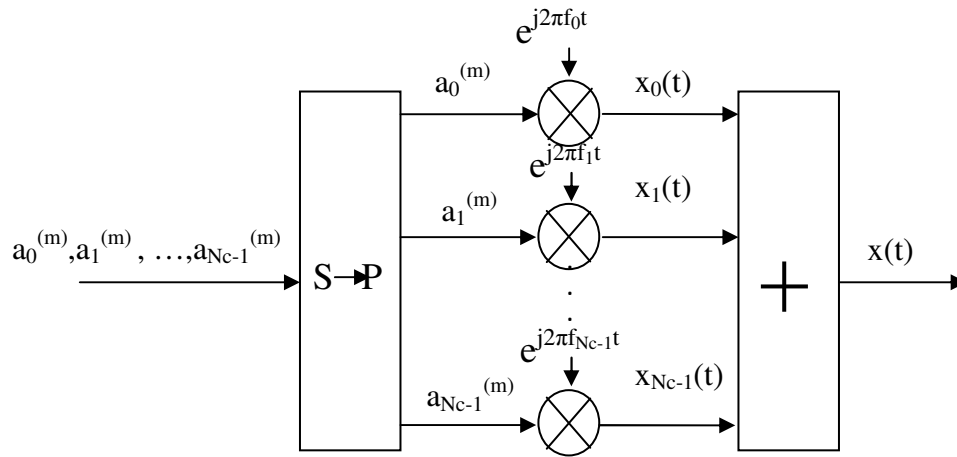 e^{j2πf_0t}
a_0^{(m)}
x_0(t)
e^{j2πf_1t}
a_1^{(m)}
x_1(t)
a_0^{(m)},a_1^{(m)} , …,a_{Nc-1}^{(m)}
S→P
+
x(t)
e^{j2πf_{Nc-1}t}
a_{Nc-1}^{(m)}
x_{Nc-1}(t)